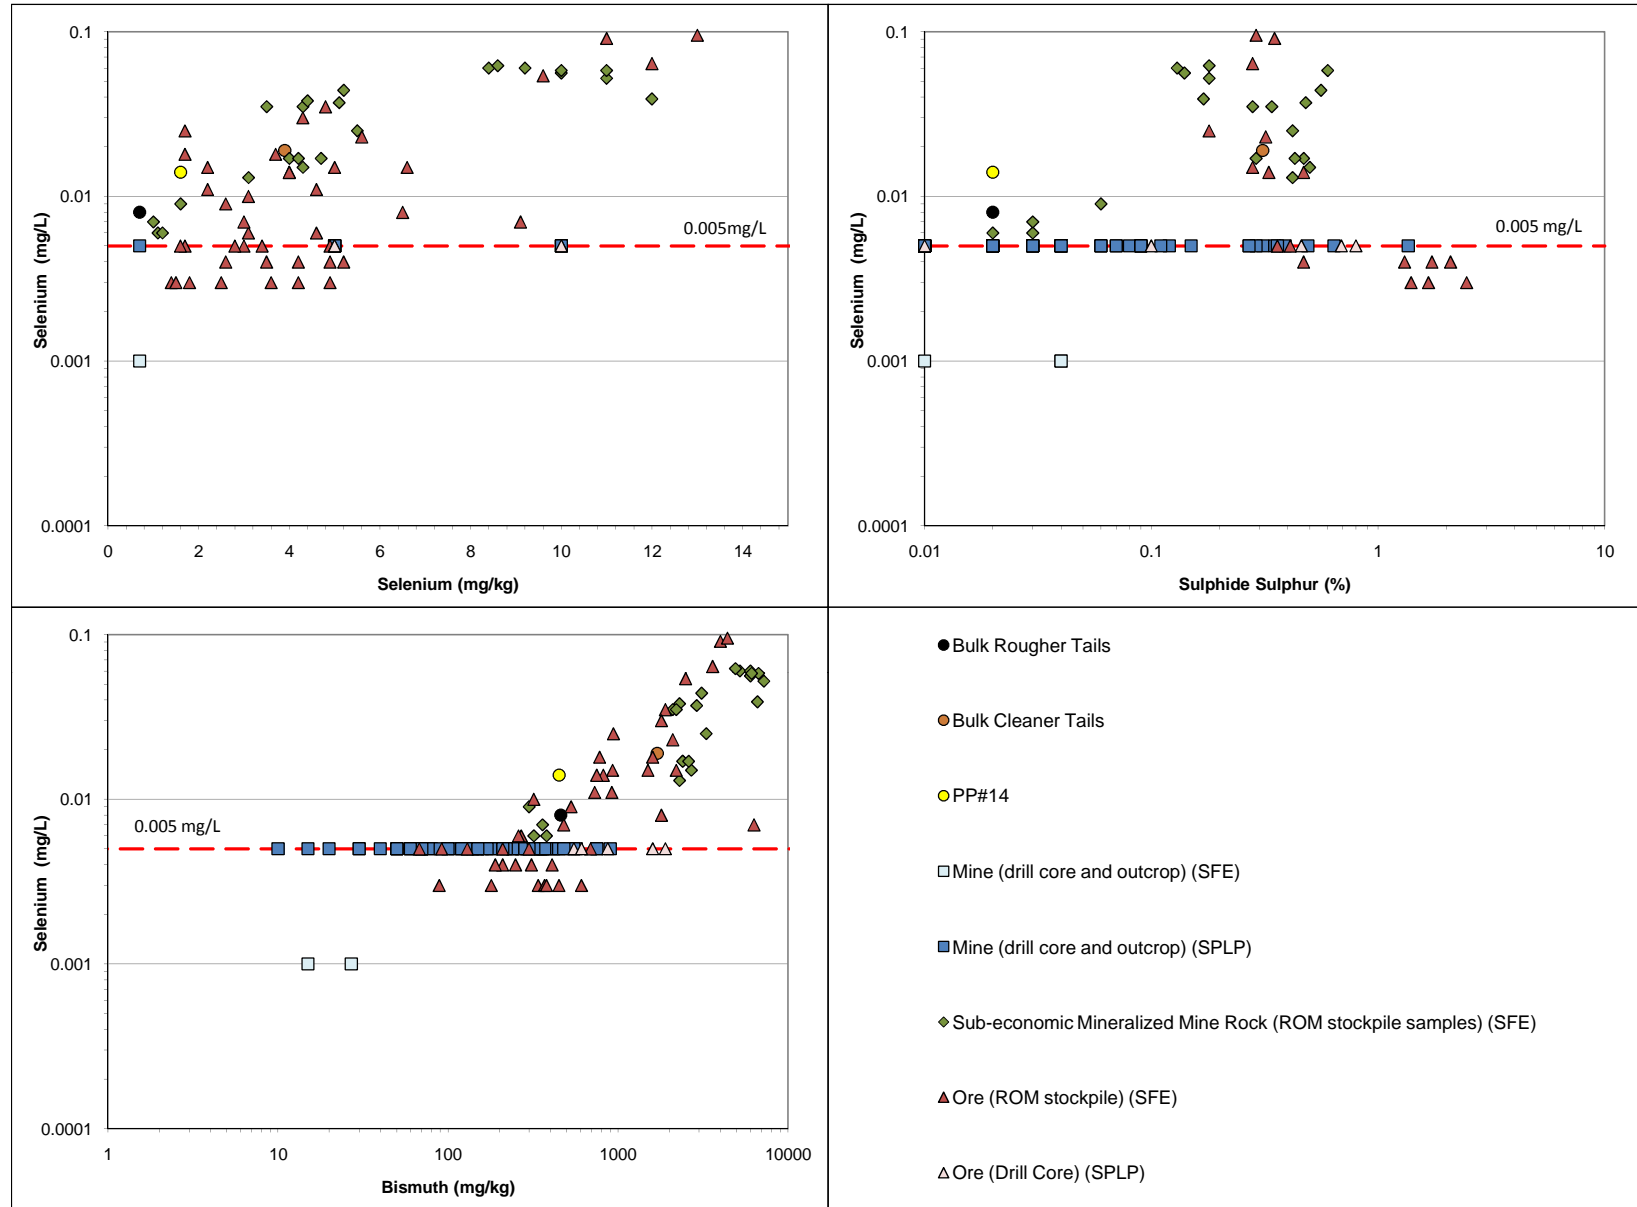 0.1
0.01
0.001
0.0001
Selenium (mg/L)
0.005mg/L
0 2 4 6 8 10 12 14
Selenium (mg/kg)
0.1
0.01
0.001
0.0001
Selenium (mg/L)
0.005 mg/L
0.01 0.1 1 10
Sulphide Sulphur (%)
0.1
0.01
0.001
0.0001
Selenium (mg/L)
0.005 mg/L
1 10 100 1000 10000
Bismuth (mg/kg)
Bulk Rougher Tails
Bulk Cleaner Tails
PP#14
Mine (drill core and outcrop) (SFE)
Mine (drill core and outcrop) (SPLP)
Sub-economic Mineralized Mine Rock (ROM stockpile samples) (SFE)
Ore (ROM stockpile) (SFE)
Ore (Drill Core) (SPLP)